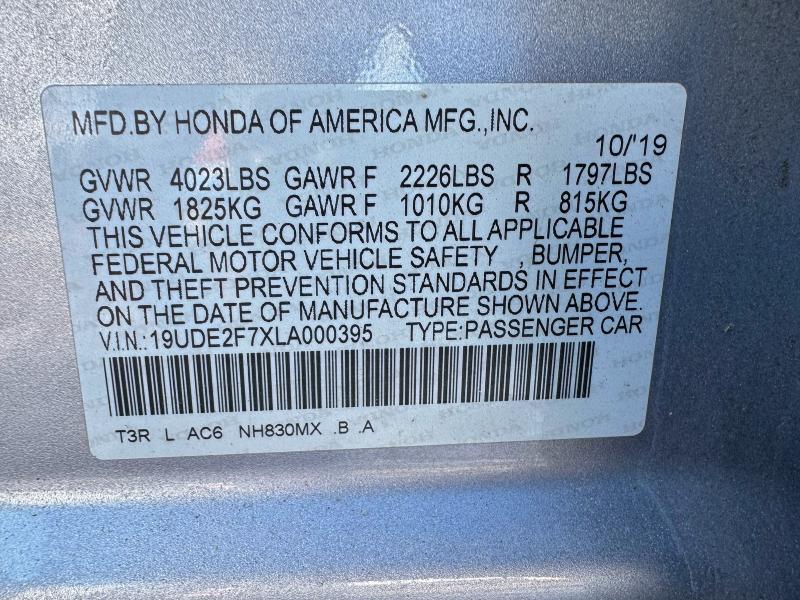 MFD.BY HONDA OF AMERICA MFG.,INC.
10/'19
GVWR 4023LBS GAWR F 2226LBS R 1797LBS
GVWR 1825KG GAWR F 1010KG R 815KG
THIS VEHICLE CONFORMS TO ALL APPLICABLE
FEDERAL MOTOR VEHICLE SAFETY , BUMPER,
AND THEFT PREVENTION STANDARDS IN EFFECT
ON THE DATE OF MANUFACTURE SHOWN ABOVE.
V.I.N.:19UDE2F7XLA000395 TYPE:PASSENGER CAR
T3R L AC6 NH830MX .B .A